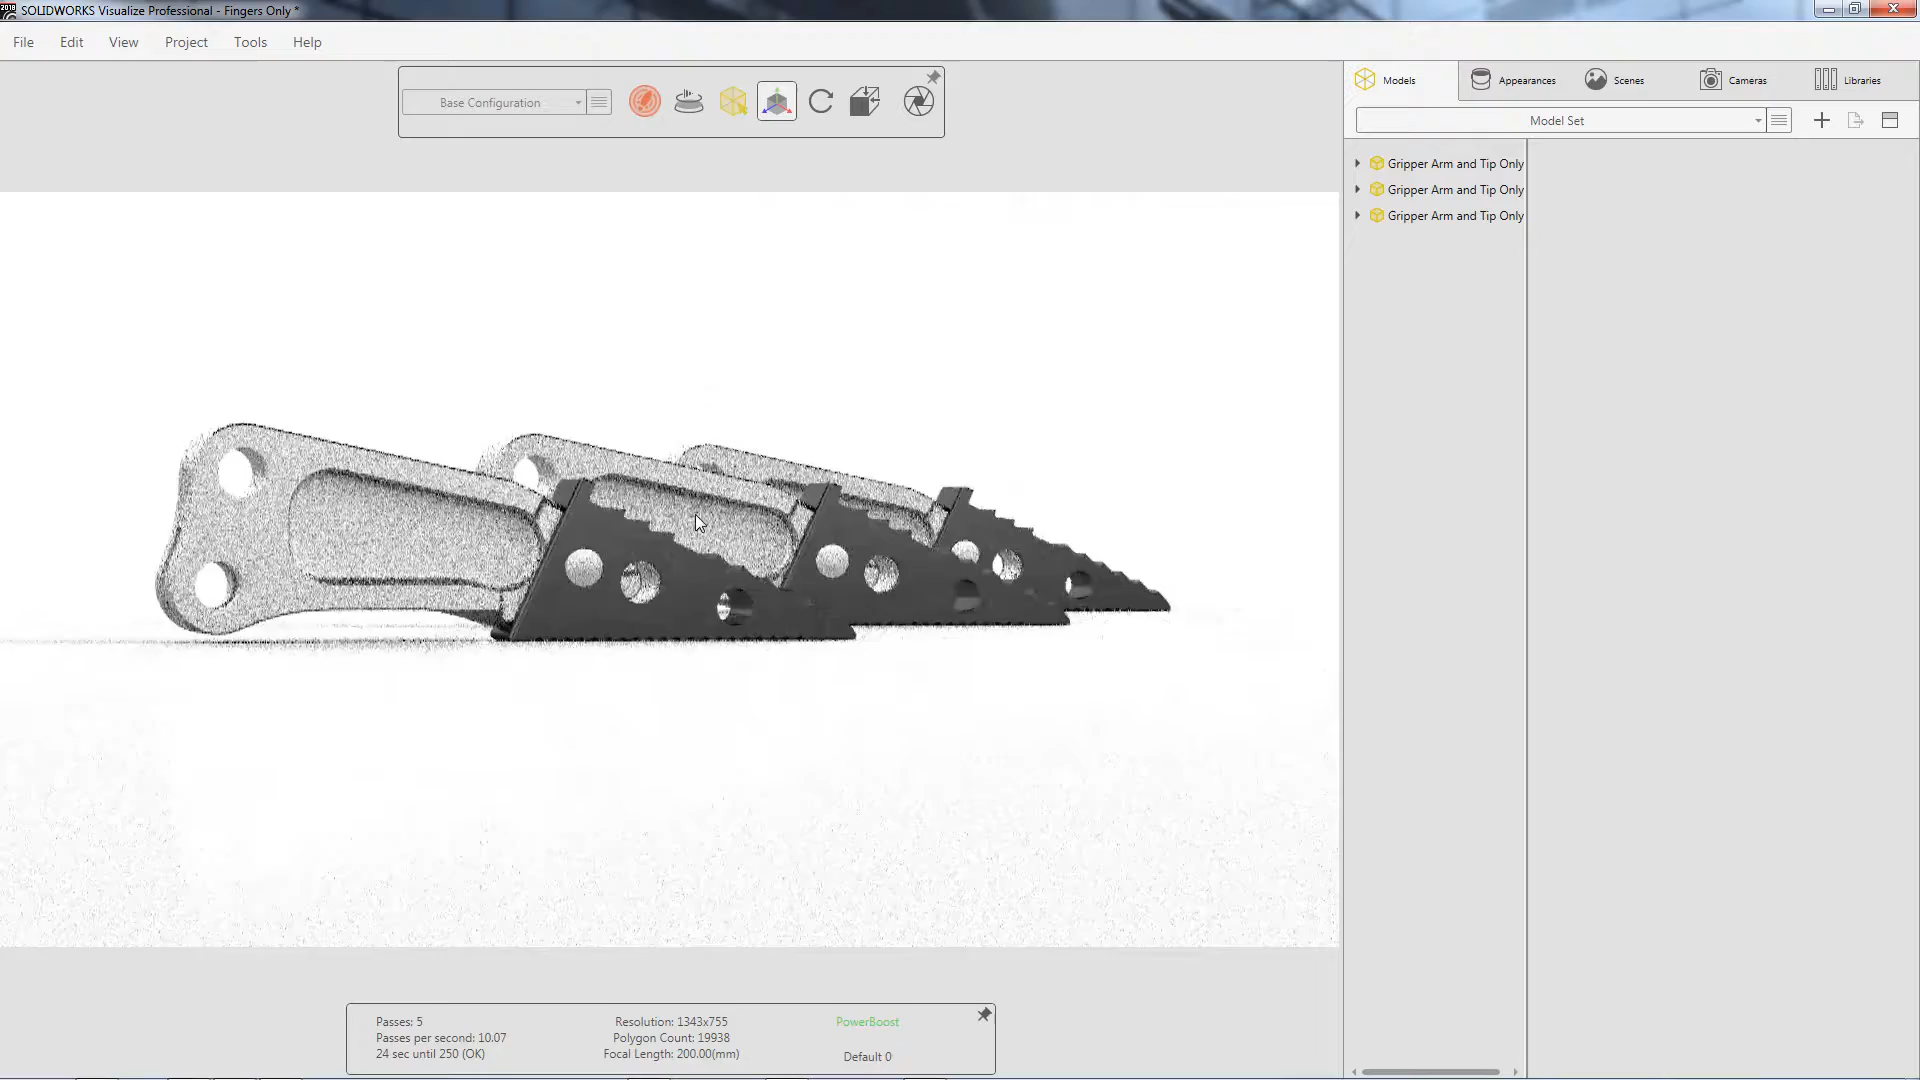 2018
SOLIDWORKS Visualize Professional - Fingers Only *
File Edit View Project Tools Help
Base Configuration
Models Appearances Scenes Cameras Libraries
Model Set
Gripper Arm and Tip Only
Gripper Arm and Tip Only
Gripper Arm and Tip Only
Passes: 5
Passes per second: 10.07
24 sec until 250 (OK)
Resolution: 1343x755
Polygon Count: 19938
Focal Length: 200.00(mm)
PowerBoost
Default 0